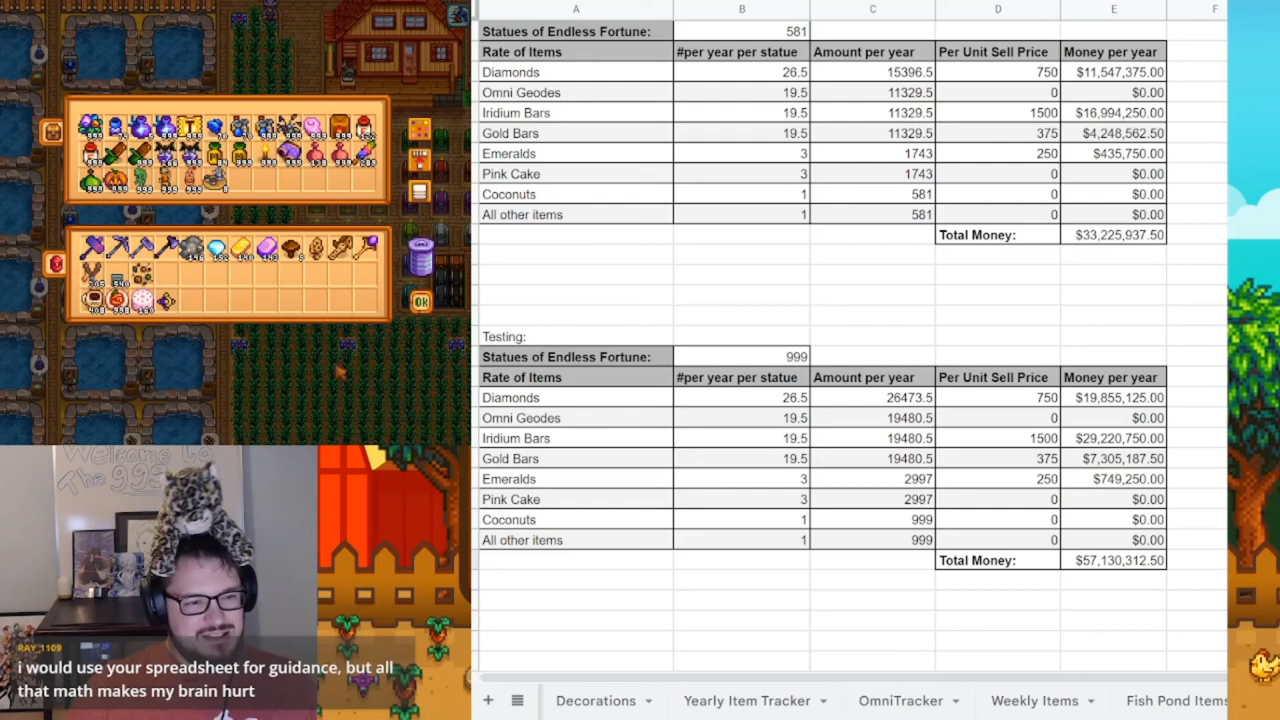 A B C D E F
Statues of Endless Fortune: 581
Rate of Items #per year per statue Amount per year Per Unit Sell Price Money per year
Diamonds 26.5 15396.5 750 $11,547,375.00
Omni Geodes 19.5 11329.5 0 $0.00
Iridium Bars 19.5 11329.5 1500 $16,994,250.00
Gold Bars 19.5 11329.5 375 $4,248,562.50
Emeralds 3 1743 250 $435,750.00
Pink Cake 3 1743 0 $0.00
Coconuts 1 581 0 $0.00
All other items 1 581 0 $0.00
Total Money: $33,225,937.50
Testing:
Statues of Endless Fortune: 999
Rate of Items #per year per statue Amount per year Per Unit Sell Price Money per year
Diamonds 26.5 26473.5 750 $19,855,125.00
Omni Geodes 19.5 19480.5 0 $0.00
Iridium Bars 19.5 19480.5 1500 $29,220,750.00
Gold Bars 19.5 19480.5 375 $7,305,187.50
Emeralds 3 2997 250 $749,250.00
Pink Cake 3 2997 0 $0.00
Coconuts 1 999 0 $0.00
All other items 1 999 0 $0.00
Total Money: $57,130,312.50
Decorations Yearly Item Tracker OmniTracker Weekly Items Fish Pond Items
OK
Welcome to
The 999
RAY_1109
i would use your spreadsheet for guidance, but all
that math makes my brain hurt